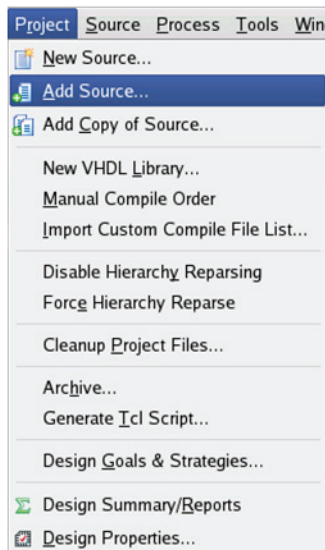 Project Source Process Tools
New Source...
Add Source...
Add Copy of Source...
New VHDL Library...
Manual Compile Order
Import Custom Compile File List...
Disable Hierarchy Reparsing
Force Hierarchy Reparse
Cleanup Project Files...
Archive...
Generate Tcl Script...
Design Goals & Strategies...
Design Summary/Reports
Design Properties...